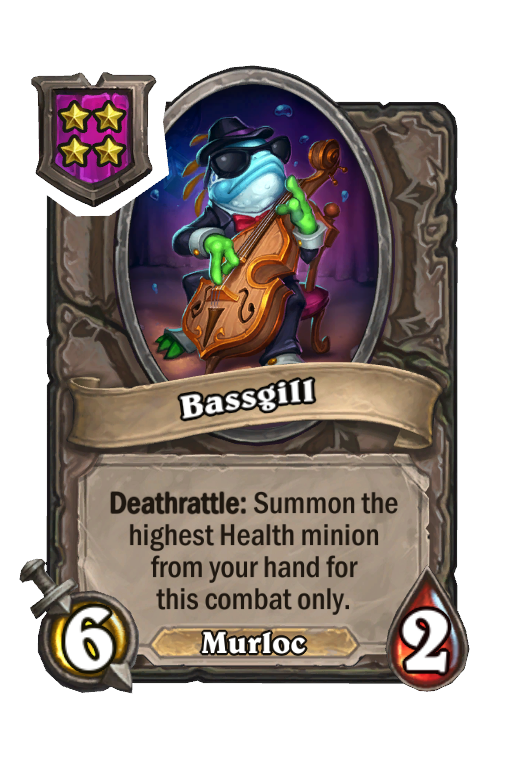 Bassgill
Deathrattle: Summon the
highest Health minion
from your hand for
this combat only.
6
Murloc
2